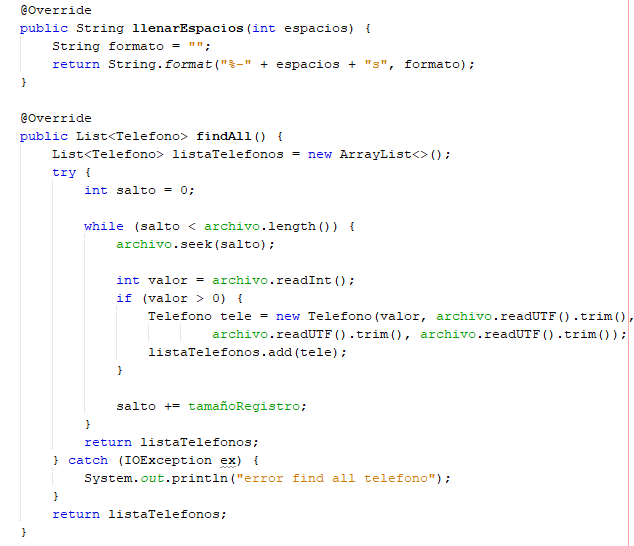 @Override
public String llenarEspacios(int espacios) {
    String formato = "";
    return String.format("%-" + espacios + "s", formato);
}

@Override
public List<Telefono> findAll() {
    List<Telefono> listaTelefonos = new ArrayList<>();
    try {
        int salto = 0;

        while (salto < archivo.length()) {
            archivo.seek(salto);

            int valor = archivo.readInt();
            if (valor > 0) {
                Telefono tele = new Telefono(valor, archivo.readUTF().trim(),
                        archivo.readUTF().trim(), archivo.readUTF().trim());
                listaTelefonos.add(tele);
            }

            salto += tamañoRegistro;
        }
        return listaTelefonos;
    } catch (IOException ex) {
        System.out.println("error find all telefono");
    }
    return listaTelefonos;
}